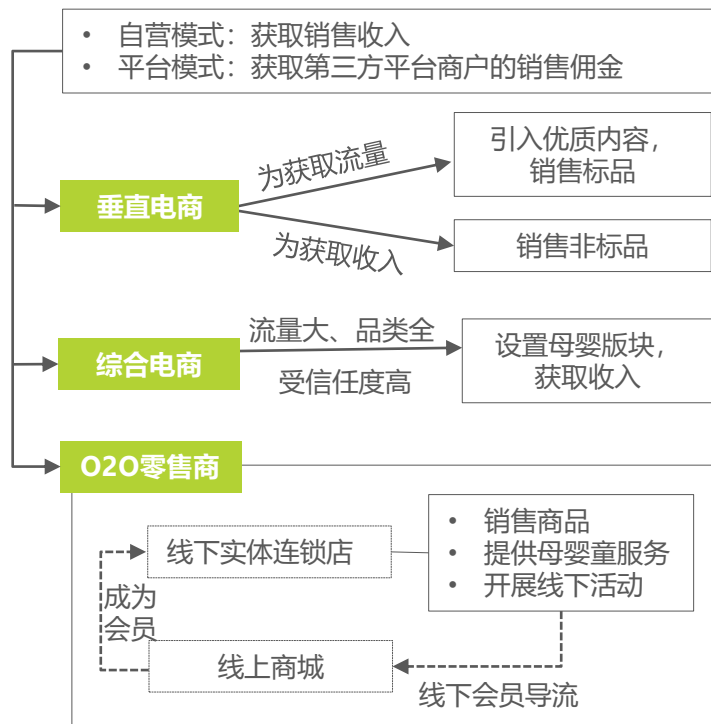 • 自营模式：获取销售收入
• 平台模式：获取第三方平台商户的销售佣金
为获取流量
引入优质内容，
销售标品
垂直电商
为获取收入
销售非标品
流量大、品类全
综合电商
受信任度高
设置母婴版块，
获取收入
O2O零售商
线下实体连锁店
• 销售商品
• 提供母婴童服务
• 开展线下活动
成为
会员
线上商城
线下会员导流